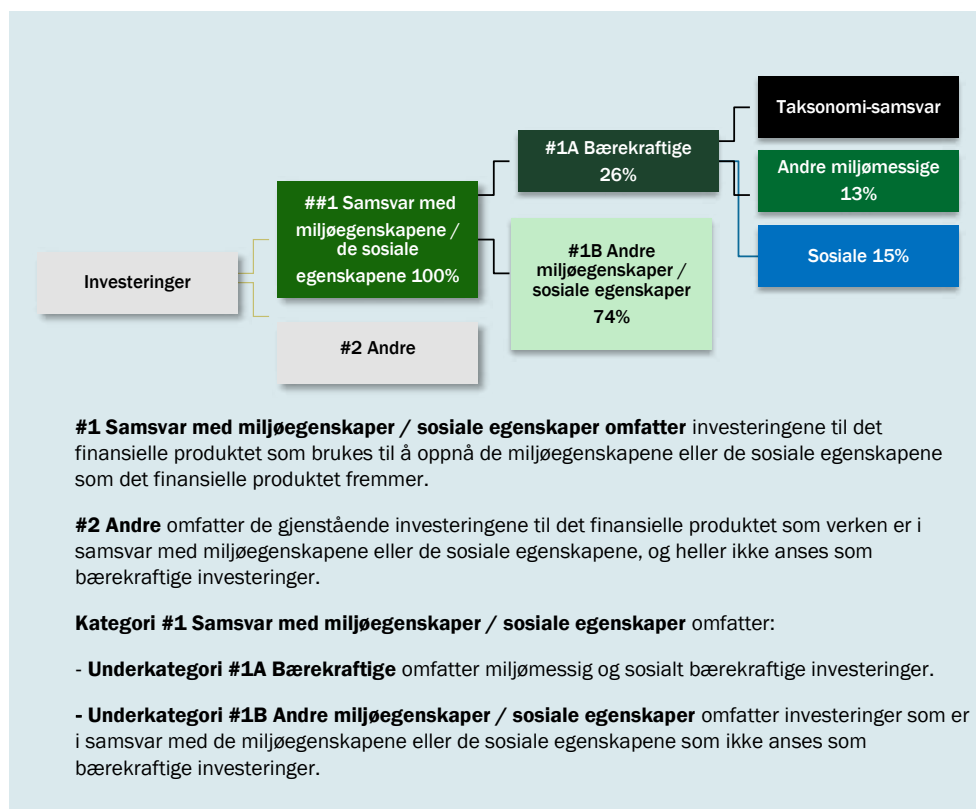 Taksonomi-samsvar
#1A Bærekraftige
26%
Andre miljømessige
13%
##1 Samsvar med
miljøegenskapene /
de sosiale
egenskapene 100%
#1B Andre
miljøegenskaper /
sosiale egenskaper
74%
Sosiale 15%
Investeringer
#2 Andre
#1 Samsvar med miljøegenskaper / sosiale egenskaper omfatter investeringene til det
finansielle produktet som brukes til å oppnå de miljøegenskapene eller de sosiale egenskapene
som det finansielle produktet fremmer.
#2 Andre omfatter de gjenstående investeringene til det finansielle produktet som verken er i
samsvar med miljøegenskapene eller de sosiale egenskapene, og heller ikke anses som
bærekraftige investeringer.
Kategori #1 Samsvar med miljøegenskaper / sosiale egenskaper omfatter:
- Underkategori #1A Bærekraftige omfatter miljømessig og sosialt bærekraftige investeringer.
- Underkategori #1B Andre miljøegenskaper / sosiale egenskaper omfatter investeringer som er
i samsvar med de miljøegenskapene eller de sosiale egenskapene som ikke anses som
bærekraftige investeringer.